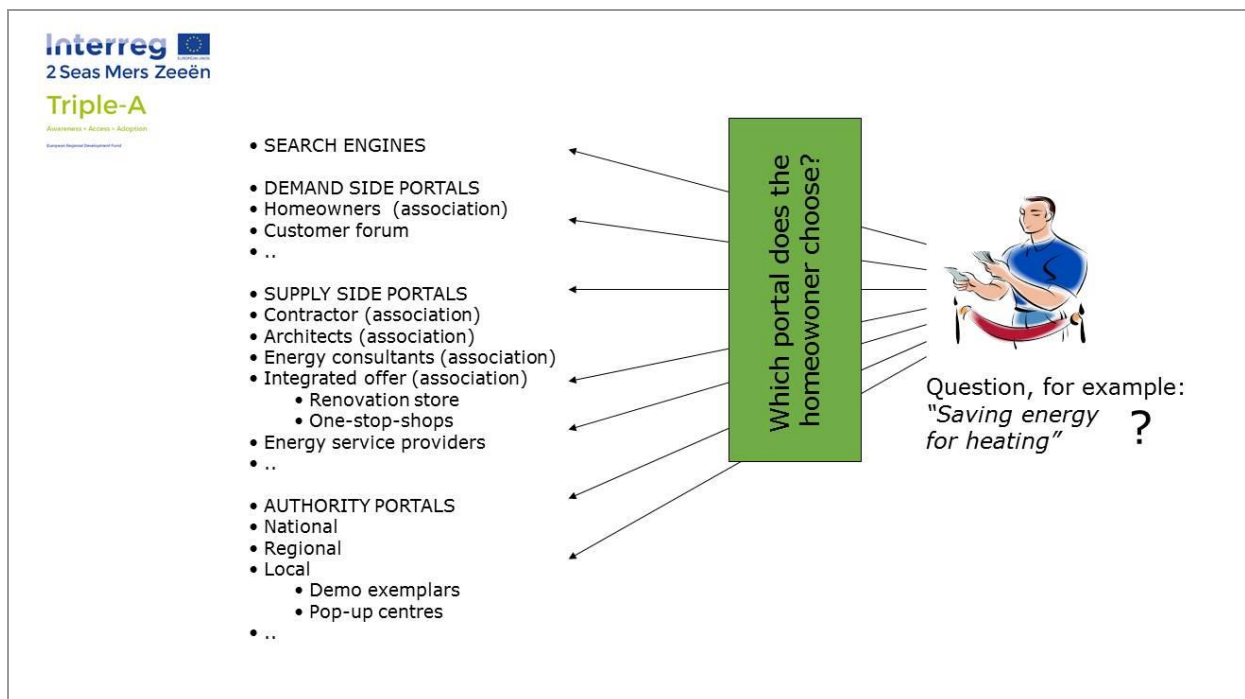 Interreg
EUROPEAN UNION
2 Seas Mers Zeeën
Triple-A
Awareness • Access • Adoption
European Regional Development Fund
• SEARCH ENGINES
• DEMAND SIDE PORTALS
• Homeowners (association)
• Customer forum
• ..
• SUPPLY SIDE PORTALS
• Contractor (association)
• Architects (association)
• Energy consultants (association)
• Integrated offer (association)
• Renovation store
• One-stop-shops
• Energy service providers
• ..
• AUTHORITY PORTALS
• National
• Regional
• Local
• Demo exemplars
• Pop-up centres
• ..
Which portal does the
homeowoner choose?
Question, for example:
“Saving energy
for heating”
?